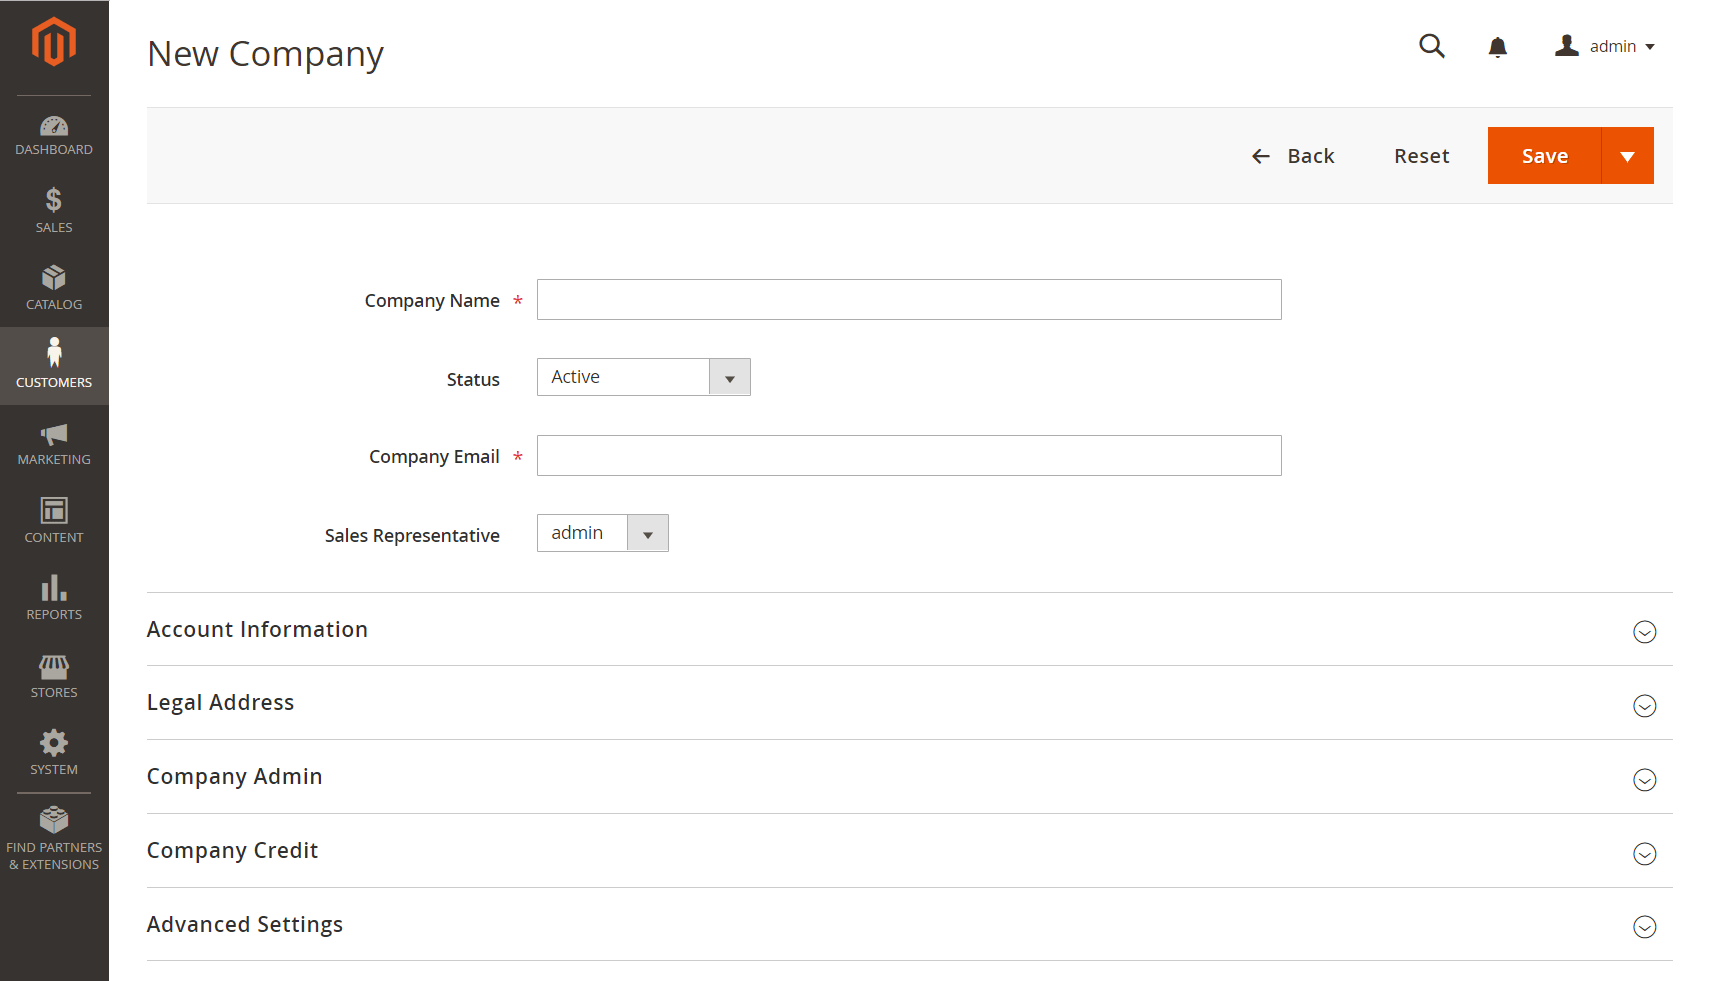 New Company
admin
Back
Reset
Save
DASHBOARD
SALES
CATALOG
CUSTOMERS
MARKETING
CONTENT
REPORTS
STORES
SYSTEM
FIND PARTNERS
& EXTENSIONS
Company Name *
Status Active
Company Email *
Sales Representative admin
Account Information
Legal Address
Company Admin
Company Credit
Advanced Settings